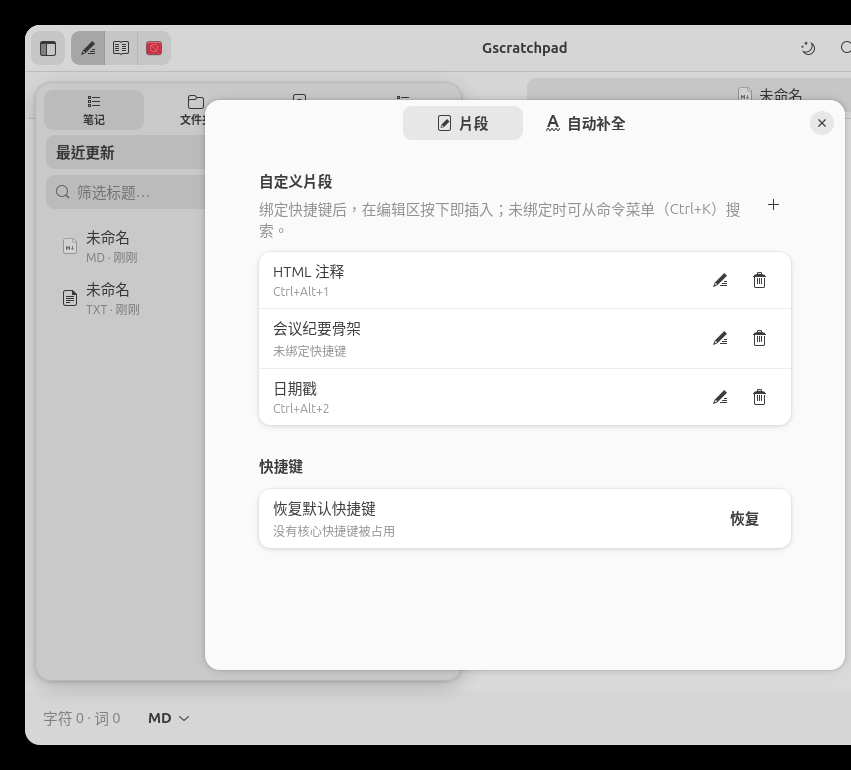 Gscratchpad
未命名
笔记
文件
片段
自动补全
最近更新
筛选标题...
未命名
MD · 刚刚
未命名
TXT · 刚刚
自定义片段
绑定快捷键后，在编辑区按下即插入；未绑定时可从命令菜单（Ctrl+K）搜
索。
HTML 注释
Ctrl+Alt+1
会议纪要骨架
未绑定快捷键
日期戳
Ctrl+Alt+2
快捷键
恢复默认快捷键
没有核心快捷键被占用
恢复
字符 0 · 词 0
MD